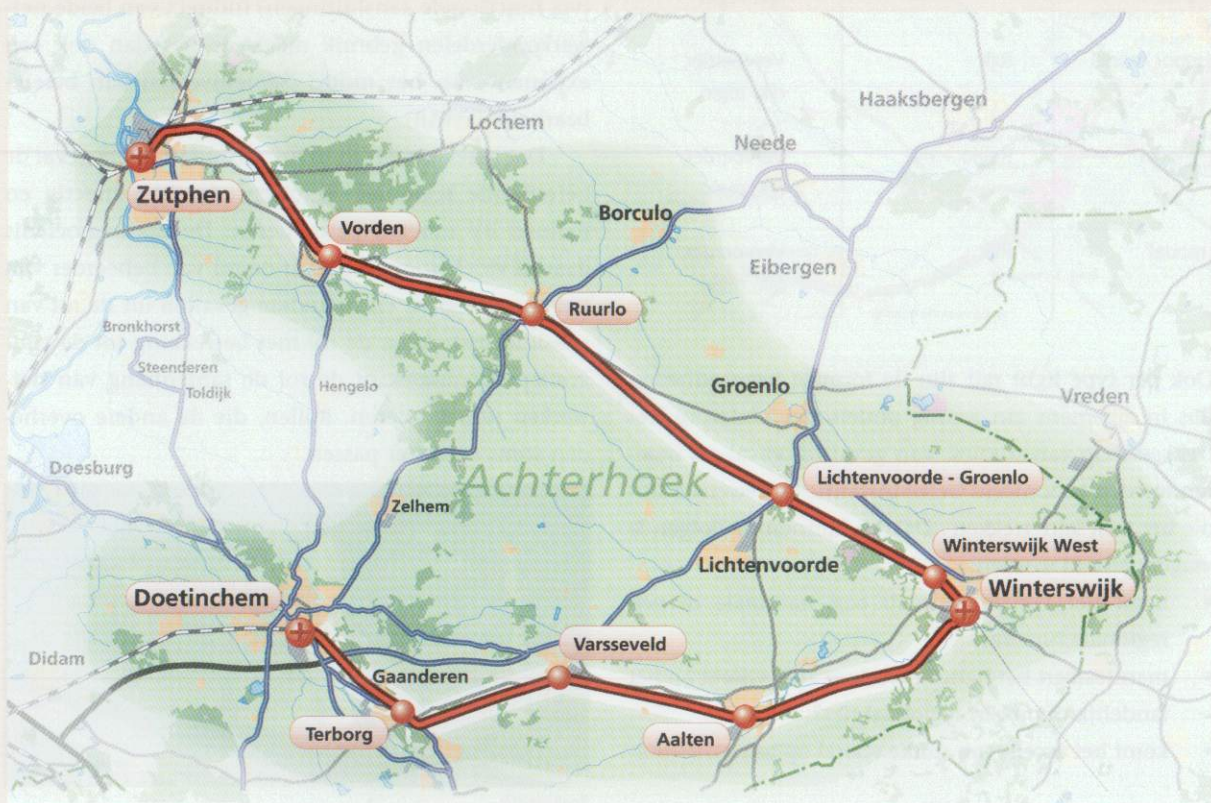 Haaksbergen
Lochem
Neede
Zutphen
Borculo
Vorden
Eibergen
Ruurlo
Bronkhorst
Steenderen
Toldijk
Hengelo
Groenlo
Vreden
Doesburg
Achterhoek
Lichtenvoorde - Groenlo
Zelhem
Winterswijk West
Lichtenvoorde
Winterswijk
Doetinchem
Varsseveld
Didam
Gaanderen
Terborg
Aalten